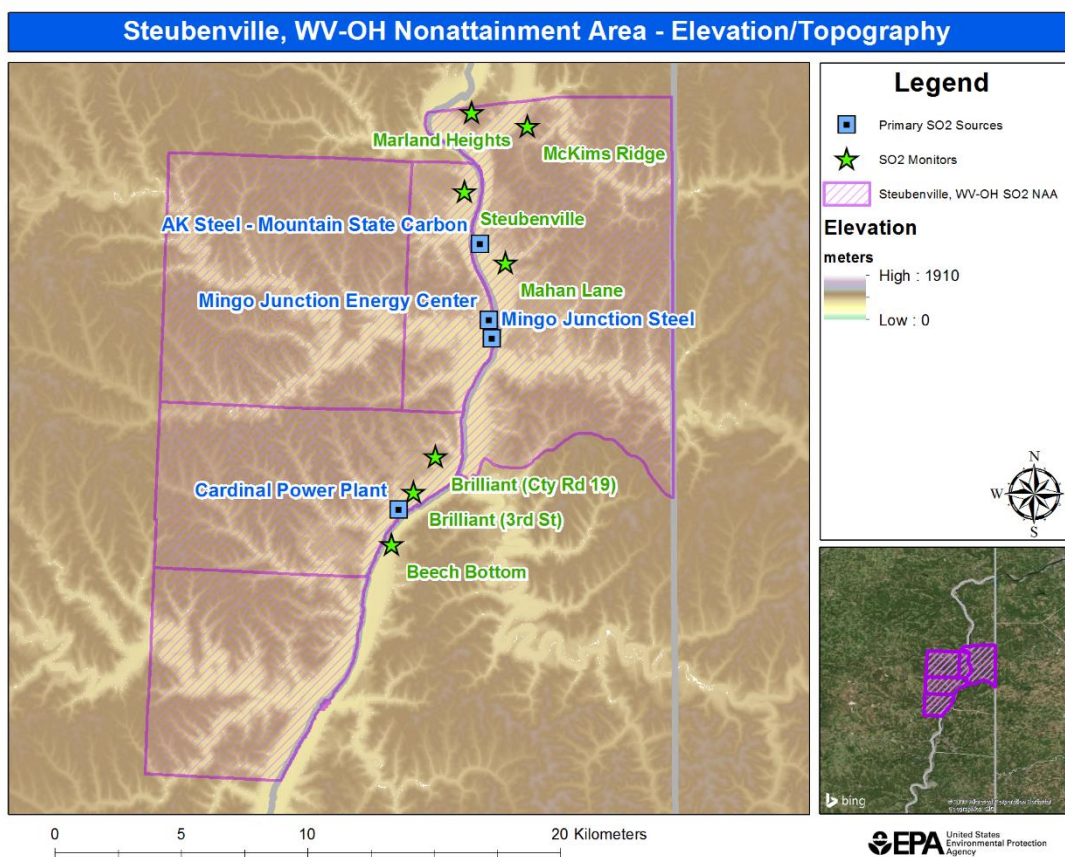 Steubenville, WV-OH Nonattainment Area - Elevation/Topography
Marland Heights
McKims Ridge
Steubenville
AK Steel - Mountain State Carbon
Mahan Lane
Mingo Junction Energy Center
Mingo Junction Steel
Brilliant (Cty Rd 19)
Cardinal Power Plant
Brilliant (3rd St)
Beech Bottom
Legend
Primary SO2 Sources
SO2 Monitors
Steubenville, WV-OH SO2 NAA
Elevation
meters
High : 1910
Low : 0
N
W E
S
bing
0 5 10 20 Kilometers
EPA
United States
Environmental Protection
Agency